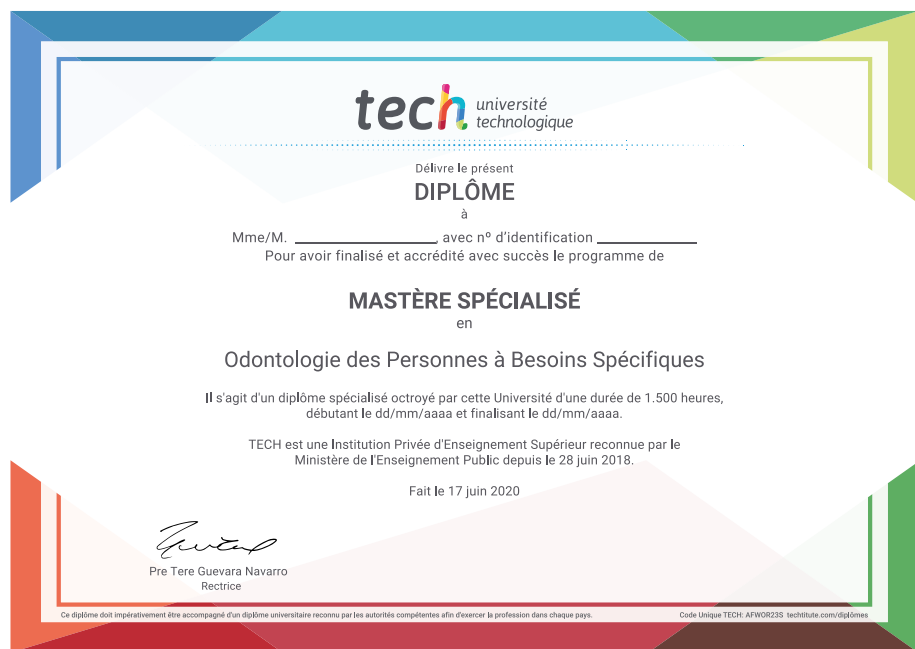 tech université
technologique
Délivre le présent
DIPLÔME
à
Mme/M. ____________________, avec nº d'identification ______________
Pour avoir finalisé et accrédité avec succès le programme de
MASTÈRE SPÉCIALISÉ
en
Odontologie des Personnes à Besoins Spécifiques
Il s'agit d'un diplôme spécialisé octroyé par cette Université d'une durée de 1.500 heures,
débutant le dd/mm/aaaa et finalisant le dd/mm/aaaa.
TECH est une Institution Privée d'Enseignement Supérieur reconnue par le
Ministère de l'Enseignement Public depuis le 28 juin 2018.
Fait le 17 juin 2020
Pre Tere Guevara Navarro
Rectrice
Ce diplôme doit impérativement être accompagné d'un diplôme universitaire reconnu par les autorités compétentes afin d'exercer la profession dans chaque pays.
Code Unique TECH: AFWOR23S techtitute.com/diplômes